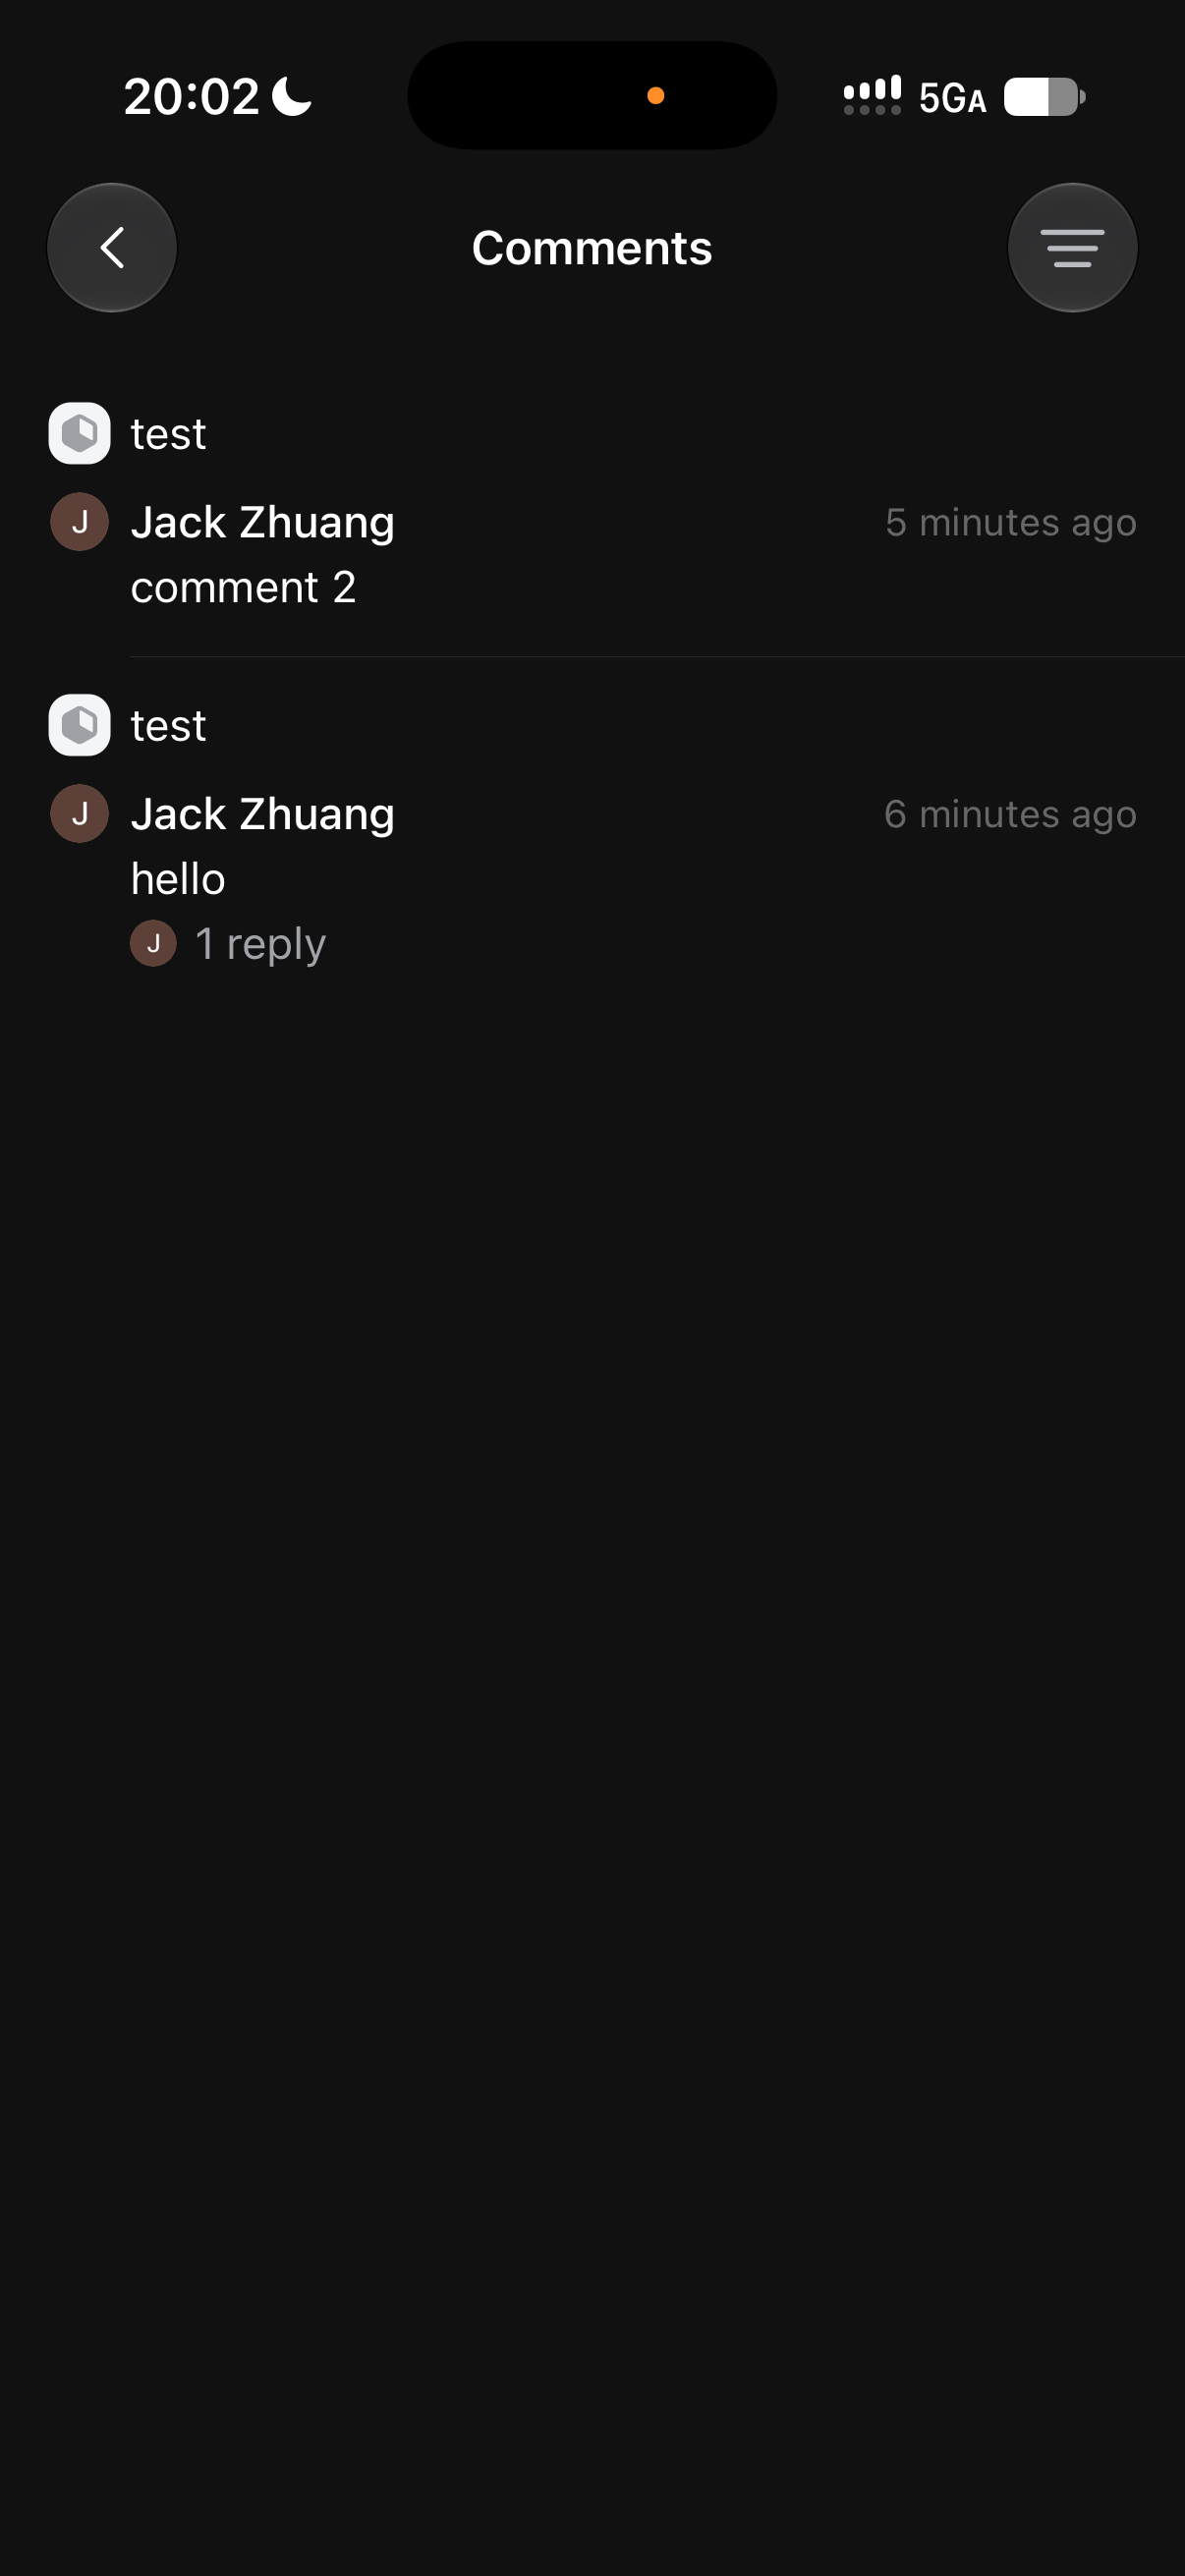 20:02
5GA
Comments
test
J Jack Zhuang 5 minutes ago
comment 2
test
J Jack Zhuang 6 minutes ago
hello
J 1 reply